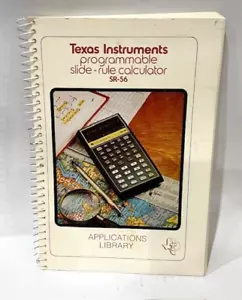 Texas Instruments
programmable
slide-rule calculator
SR-56
APPLICATIONS
LIBRARY